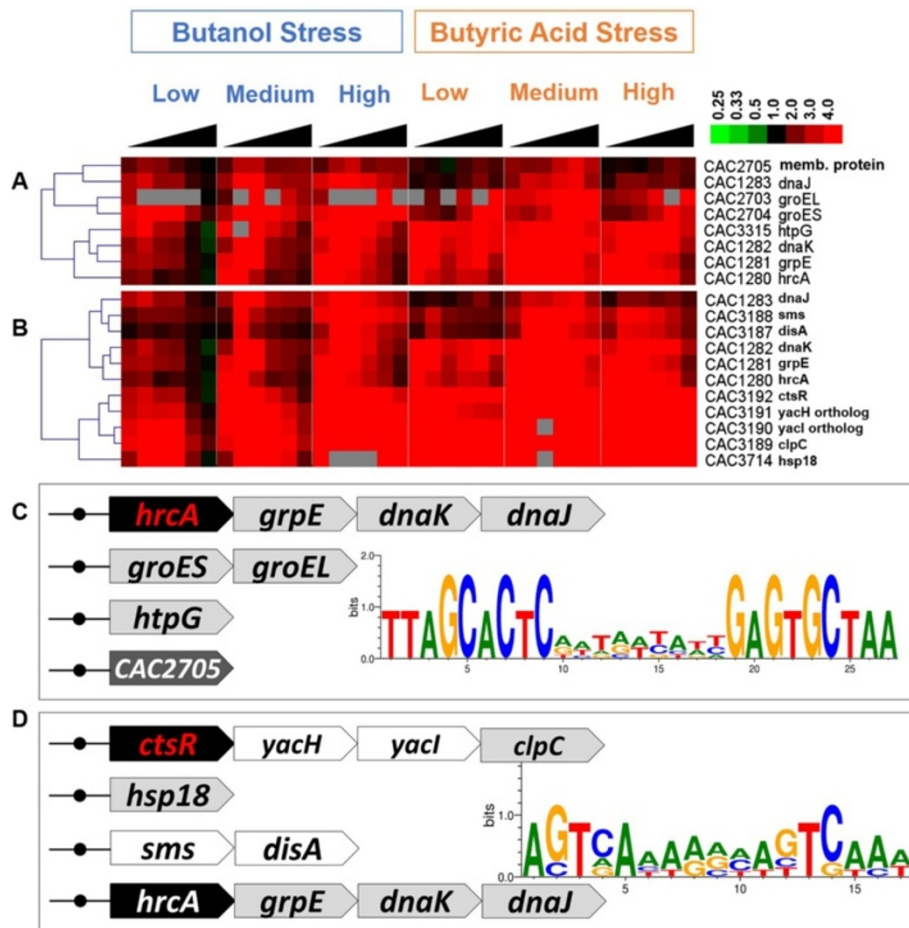 Butanol Stress Butyric Acid Stress
Low Medium High Low Medium High
0.25 0.33 0.5 1.0 2.0 3.0 4.0
A
CAC2705 memb. protein
CAC1283 dnaJ
CAC2703 groEL
CAC2704 groES
CAC3315 htpG
CAC1282 dnaK
CAC1281 grpE
CAC1280 hrcA
B
CAC1283 dnaJ
CAC3188 sms
CAC3187 disA
CAC1282 dnaK
CAC1281 grpE
CAC1280 hrcA
CAC3192 ctsR
CAC3191 yacH ortholog
CAC3190 yacI ortholog
CAC3189 clpC
CAC3714 hsp18
C
hrcA grpE dnaK dnaJ
groES groEL
htpG
CAC2705
2.0
1.0
0.0
bits
TTAGCACTC GAGTGCTAA
5 10 15 20 25
D
ctsR yacH yacI clpC
hsp18
sms disA
hrcA grpE dnaK dnaJ
1.0
bits
5 10 15